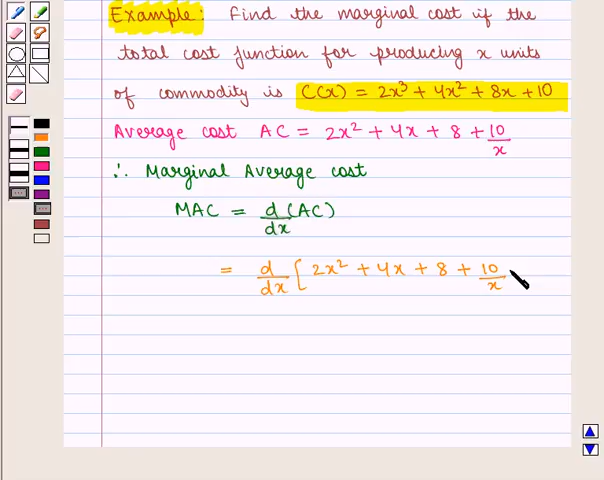 Example: Find the marginal cost if the
total cost function for producing x units
of commodity is C(x) = 2x³ + 4x² + 8x + 10
Average cost AC = 2x² + 4x + 8 + 10/x
∴ Marginal Average cost
MAC = d/dx (AC)
= d/dx [ 2x² + 4x + 8 + 10/x